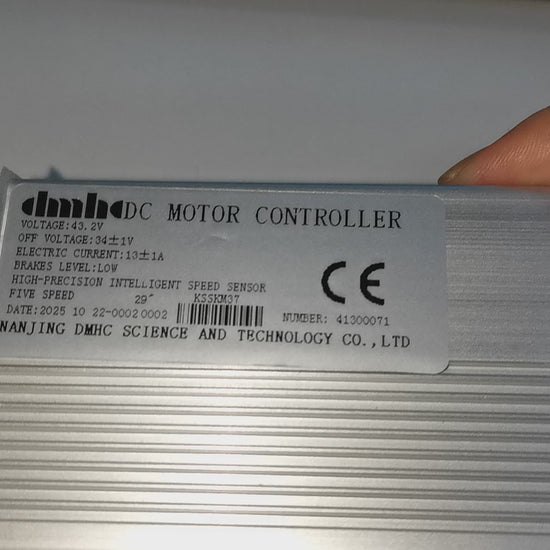 dmhc DC MOTOR CONTROLLER
VOLTAGE:43.2V
OFF VOLTAGE:34±1V
ELECTRIC CURRENT:13±1A
BRAKES LEVEL:LOW
HIGH-PRECISION INTELLIGENT SPEED SENSOR
FIVE SPEED 29" KSSKM37
DATE:2025 10 22-00020002 NUMBER: 41300071
NANJING DMHC SCIENCE AND TECHNOLOGY CO.,LTD
CE